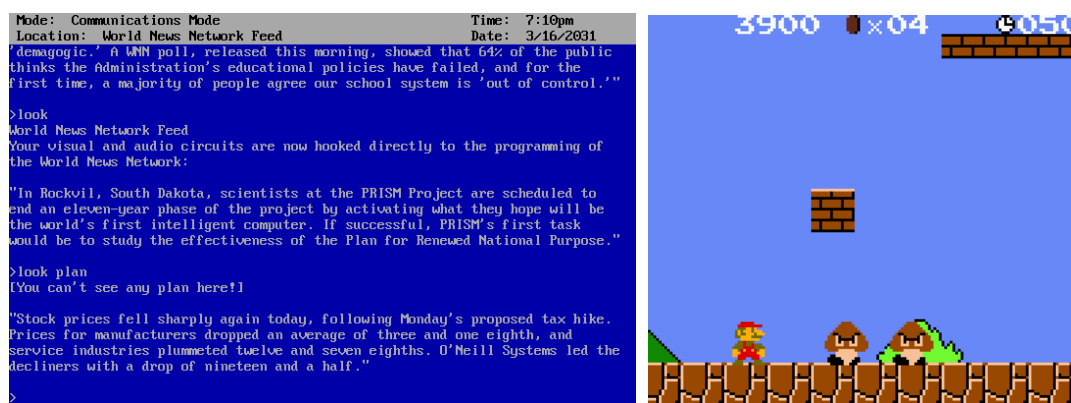 Mode: Communications Mode Time: 7:10pm
Location: World News Network Feed Date: 3/16/2031
'demagogic.' A WNN poll, released this morning, showed that 64% of the public
thinks the Administration's educational policies have failed, and for the
first time, a majority of people agree our school system is 'out of control.'"
>look
World News Network Feed
Your visual and audio circuits are now hooked directly to the programming of
the World News Network:
"In Rockvil, South Dakota, scientists at the PRISM Project are scheduled to
end an eleven-year phase of the project by activating what they hope will be
the world's first intelligent computer. If successful, PRISM's first task
would be to study the effectiveness of the Plan for Renewed National Purpose."
>look plan
[You can't see any plan here!]
"Stock prices fell sharply again today, following Monday's proposed tax hike.
Prices for manufacturers dropped an average of three and one eighth, and
service industries plummeted twelve and seven eighths. O'Neill Systems led the
decliners with a drop of nineteen and a half."
>
3900 ×04 050